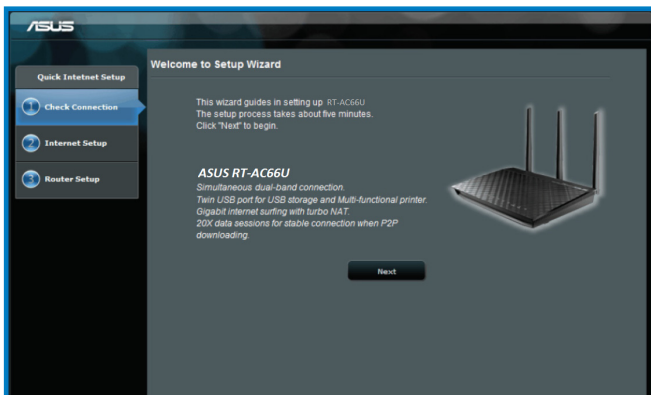 ASUS
Quick Intetnet Setup
1 Check Connection
2 Internet Setup
3 Router Setup
Welcome to Setup Wizard
This wizard guides in setting up RT-AC66U
The setup process takes about five minutes.
Click "Next" to begin.
ASUS RT-AC66U
Simultaneous dual-band connection.
Twin USB port for USB storage and Multi-functional printer.
Gigabit internet surfing with turbo NAT.
20X data sessions for stable connection when P2P
downloading.
Next